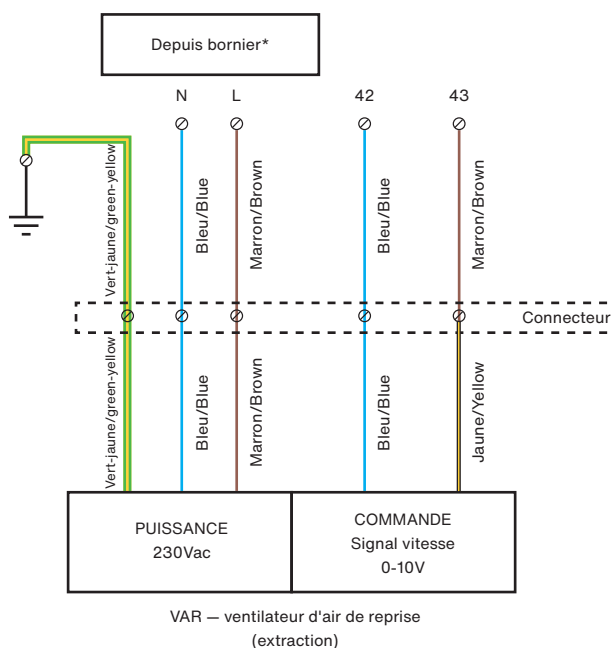 Depuis bornier*
N L 42 43
Vert-jaune/green-yellow
Bleu/Blue
Marron/Brown
Bleu/Blue
Marron/Brown
Connecteur
Vert-jaune/green-yellow
Bleu/Blue
Marron/Brown
Bleu/Blue
Jaune/Yellow
PUISSANCE
230Vac
COMMANDE
Signal vitesse
0-10V
VAR — ventilateur d'air de reprise
(extraction)